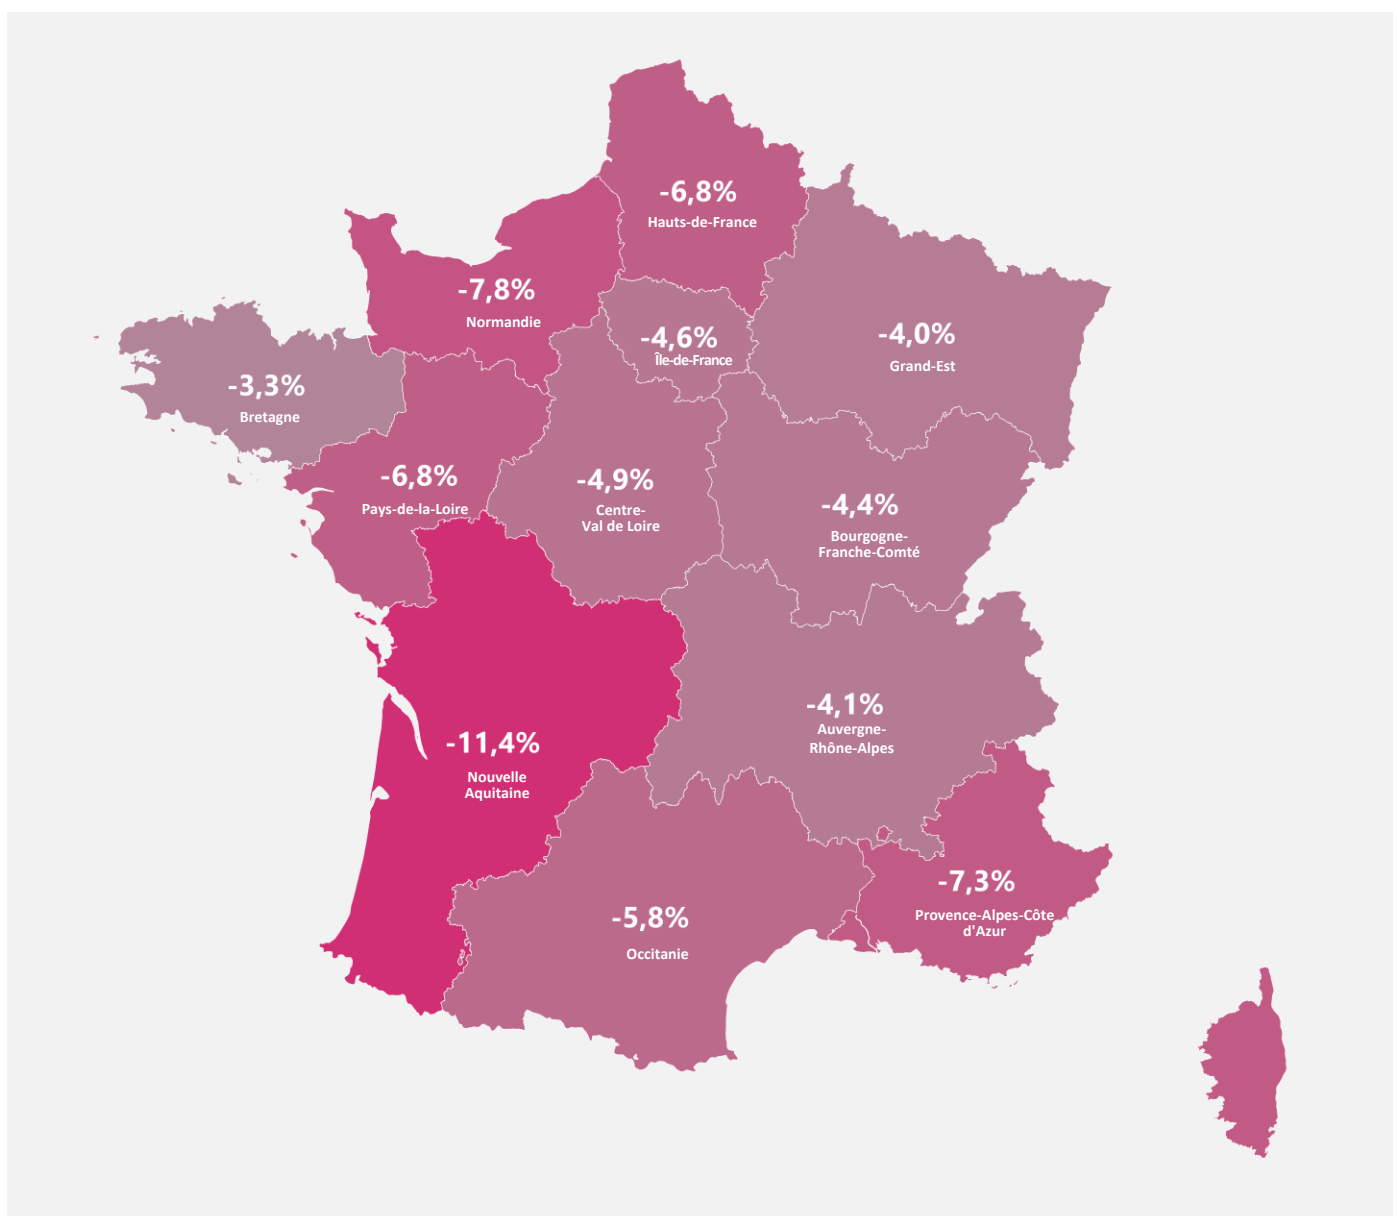 -6,8%
Hauts-de-France
-7,8%
Normandie
-4,6%
Île-de-France
-4,0%
Grand-Est
-3,3%
Bretagne
-6,8%
Pays-de-la-Loire
-4,9%
Centre-
Val de Loire
-4,4%
Bourgogne-
Franche-Comté
-4,1%
Auvergne-
Rhône-Alpes
-11,4%
Nouvelle
Aquitaine
-7,3%
Provence-Alpes-Côte
d'Azur
-5,8%
Occitanie